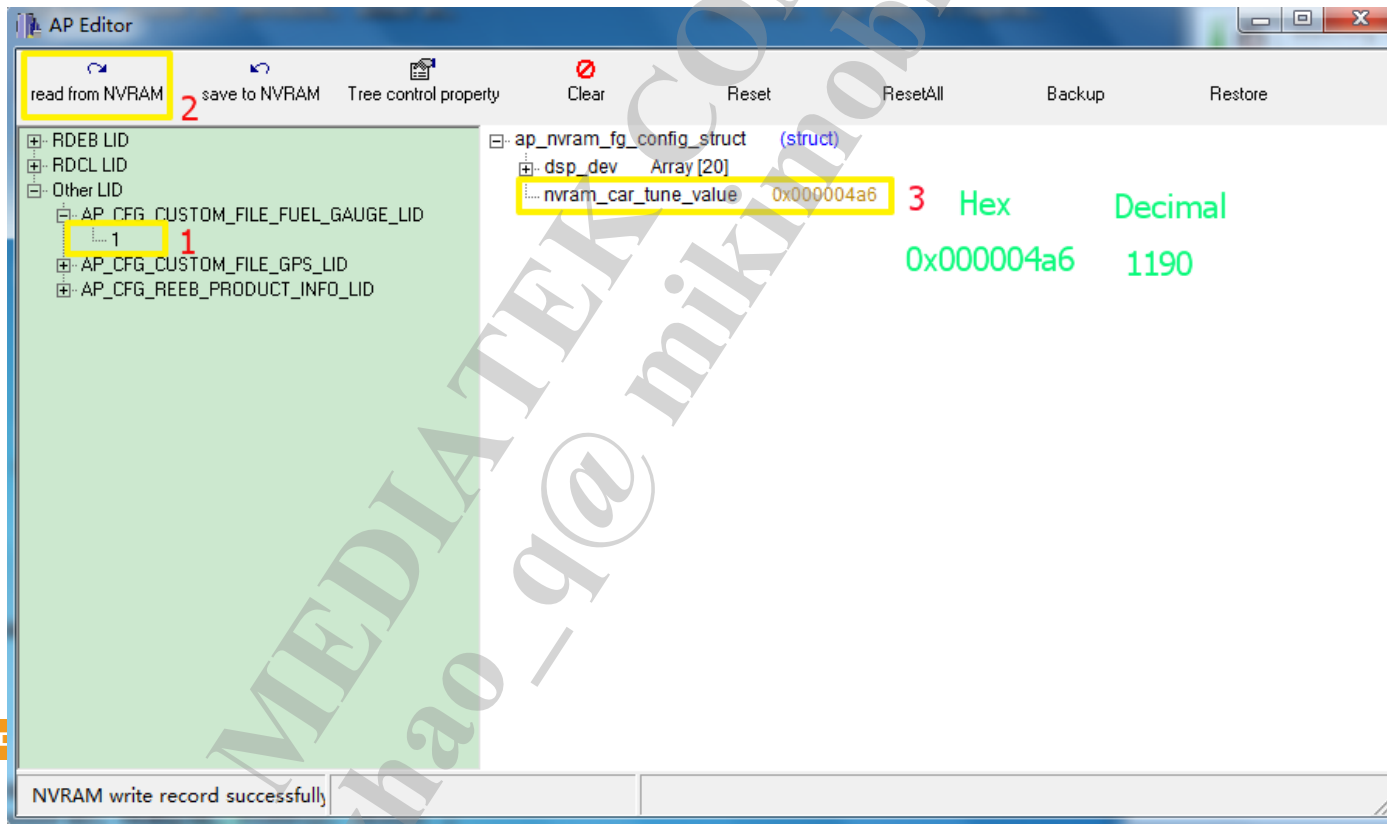 AP Editor
read from NVRAM
2
save to NVRAM
Tree control property
Clear
Reset
ResetAll
Backup
Restore
RDEB LID
RDCL LID
Other LID
AP_CFG_CUSTOM_FILE_FUEL_GAUGE_LID
1
1
AP_CFG_CUSTOM_FILE_GPS_LID
AP_CFG_REEB_PRODUCT_INFO_LID
ap_nvram_fg_config_struct (struct)
dsp_dev Array [20]
nvram_car_tune_value 0x000004a6
3
Hex Decimal
0x000004a6 1190
NVRAM write record successfully
MEDIATEK CO
hao_q@mikimobi